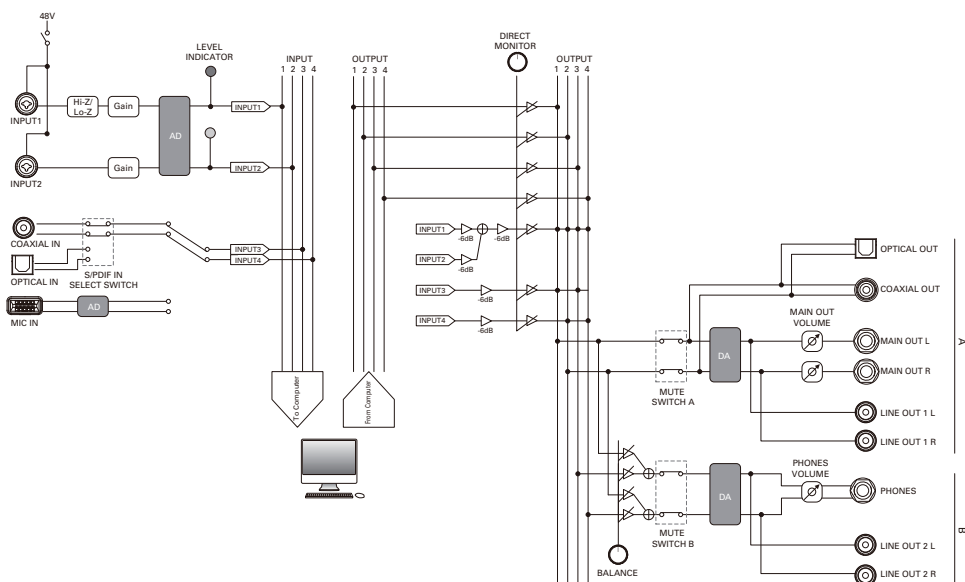 48V
LEVEL
INDICATOR
INPUT
1 2 3 4
OUTPUT
1 2 3 4
DIRECT
MONITOR
OUTPUT
1 2 3 4
Hi-Z/
Lo-Z
Gain
AD
INPUT1
INPUT1
Gain
INPUT2
INPUT2
COAXIAL IN
OPTICAL IN
S/PDIF IN
SELECT SWITCH
INPUT3
INPUT4
MIC IN
AD
To Computer
From Computer
INPUT1
-6dB
-6dB
INPUT2
-6dB
INPUT3
-6dB
INPUT4
-6dB
OPTICAL OUT
COAXIAL OUT
MAIN OUT
VOLUME
MAIN OUT L
MAIN OUT R
DA
MUTE
SWITCH A
LINE OUT 1 L
LINE OUT 1 R
A
PHONES
VOLUME
PHONES
DA
MUTE
SWITCH B
LINE OUT 2 L
LINE OUT 2 R
B
BALANCE